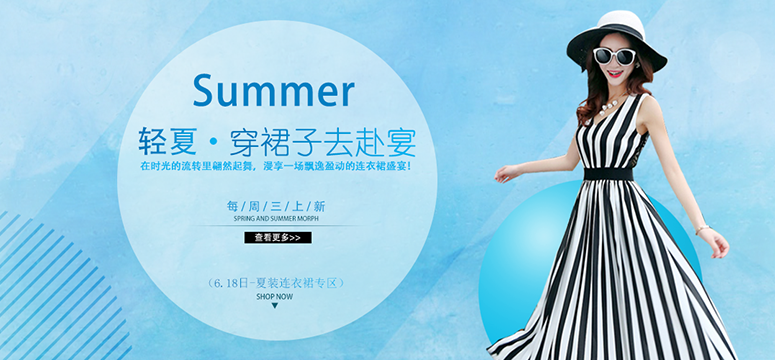 Summer
轻夏·穿裙子去赴宴
在时光的流转里翩然起舞,漫享一场飘逸盈动的连衣裙盛宴!
每/周/三/上/新
SPRING AND SUMMER MORPH
查看更多>>
(6.18日-夏装连衣裙专区)
SHOP NOW